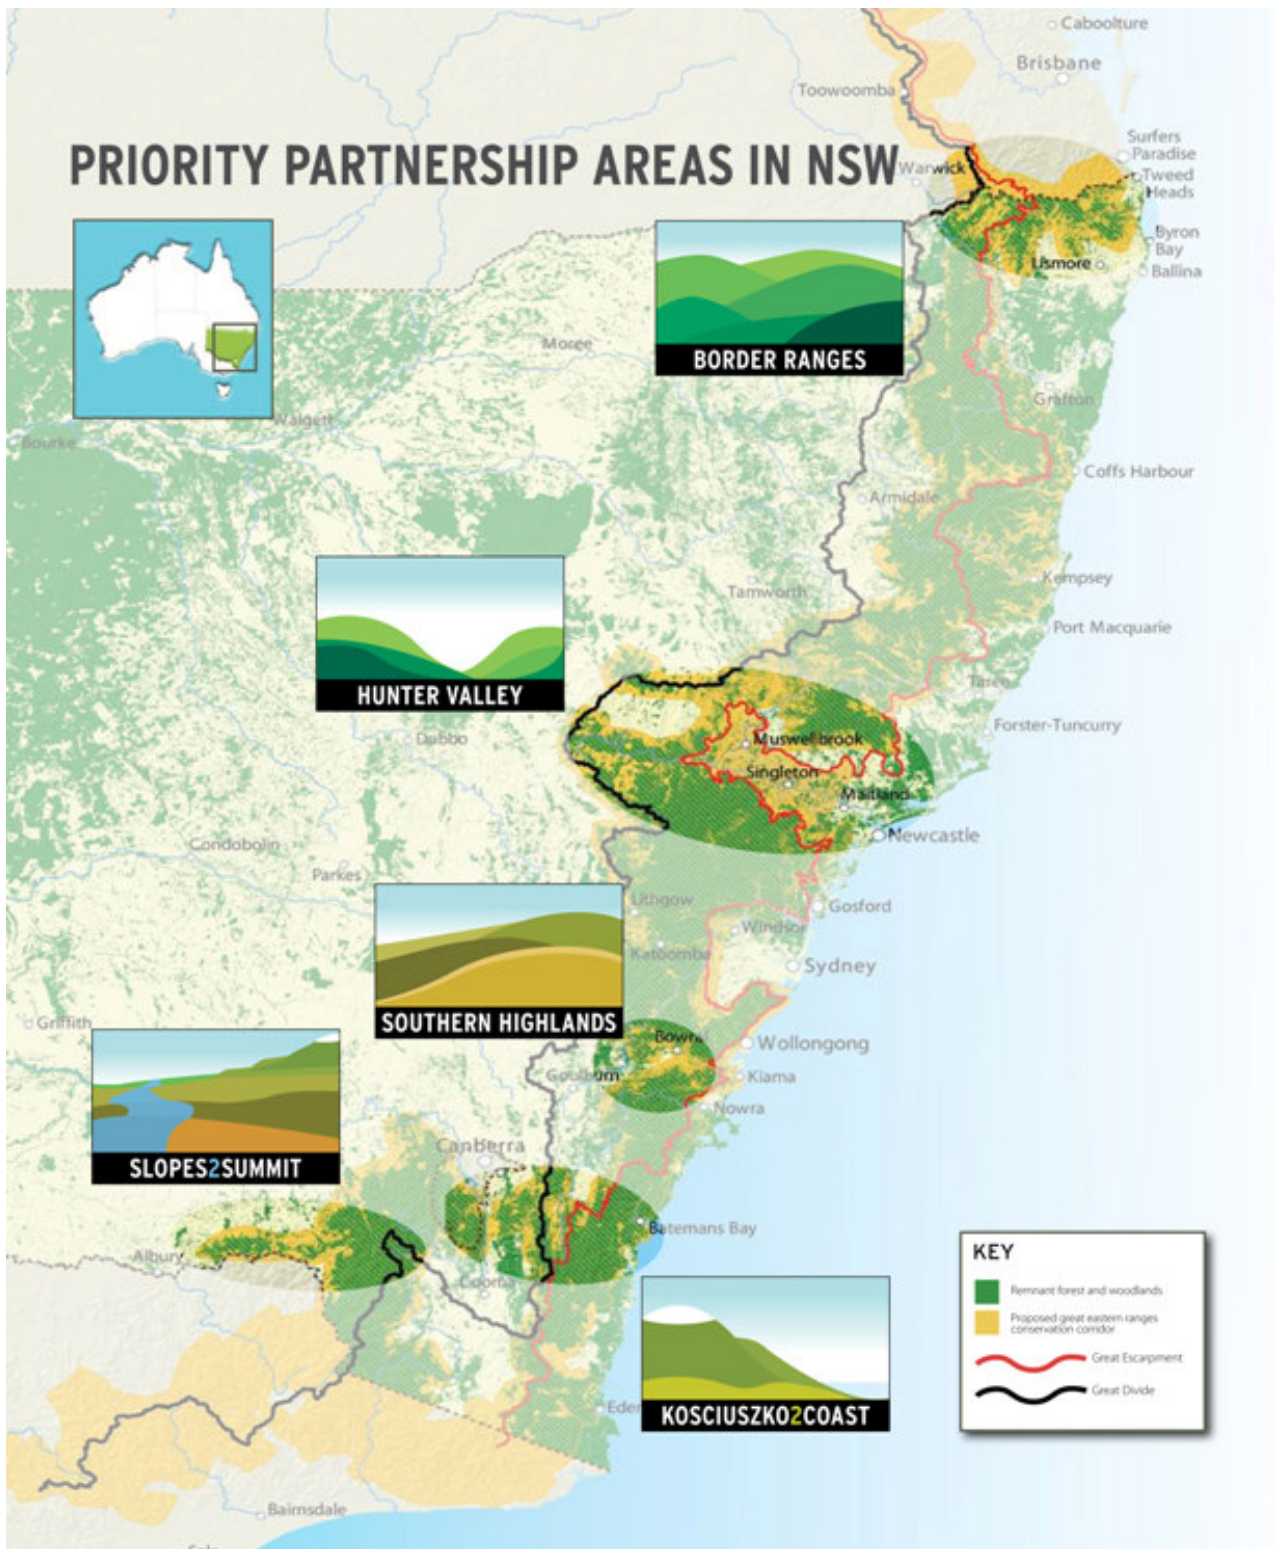 Caboolture
Brisbane
Toowoomba
PRIORITY PARTNERSHIP AREAS IN NSW
Surfers
Paradise
Warwick
Tweed
Heads
Byron
Bay
Lismore
Ballina
BORDER RANGES
Moree
Grafton
Walgett
Bourke
Coffs Harbour
Armidale
Kempsey
Tamworth
Port Macquarie
Taree
HUNTER VALLEY
Forster-Tuncurry
Dubbo
Muswellbrook
Singleton
Maitland
Newcastle
Condobolin
Parkes
Lithgow
Gosford
Windsor
Katoomba
Sydney
SOUTHERN HIGHLANDS
Griffith
Bowra
Wollongong
Goulburn
Kiama
Nowra
Canberra
SLOPES2SUMMIT
Batemans Bay
Albury
Cooma
KEY
Remnant forest and woodlands
Proposed great eastern ranges
conservation corridor
Great Escarpment
Great Divide
Eden
KOSCIUSZKO2COAST
Bairnsdale